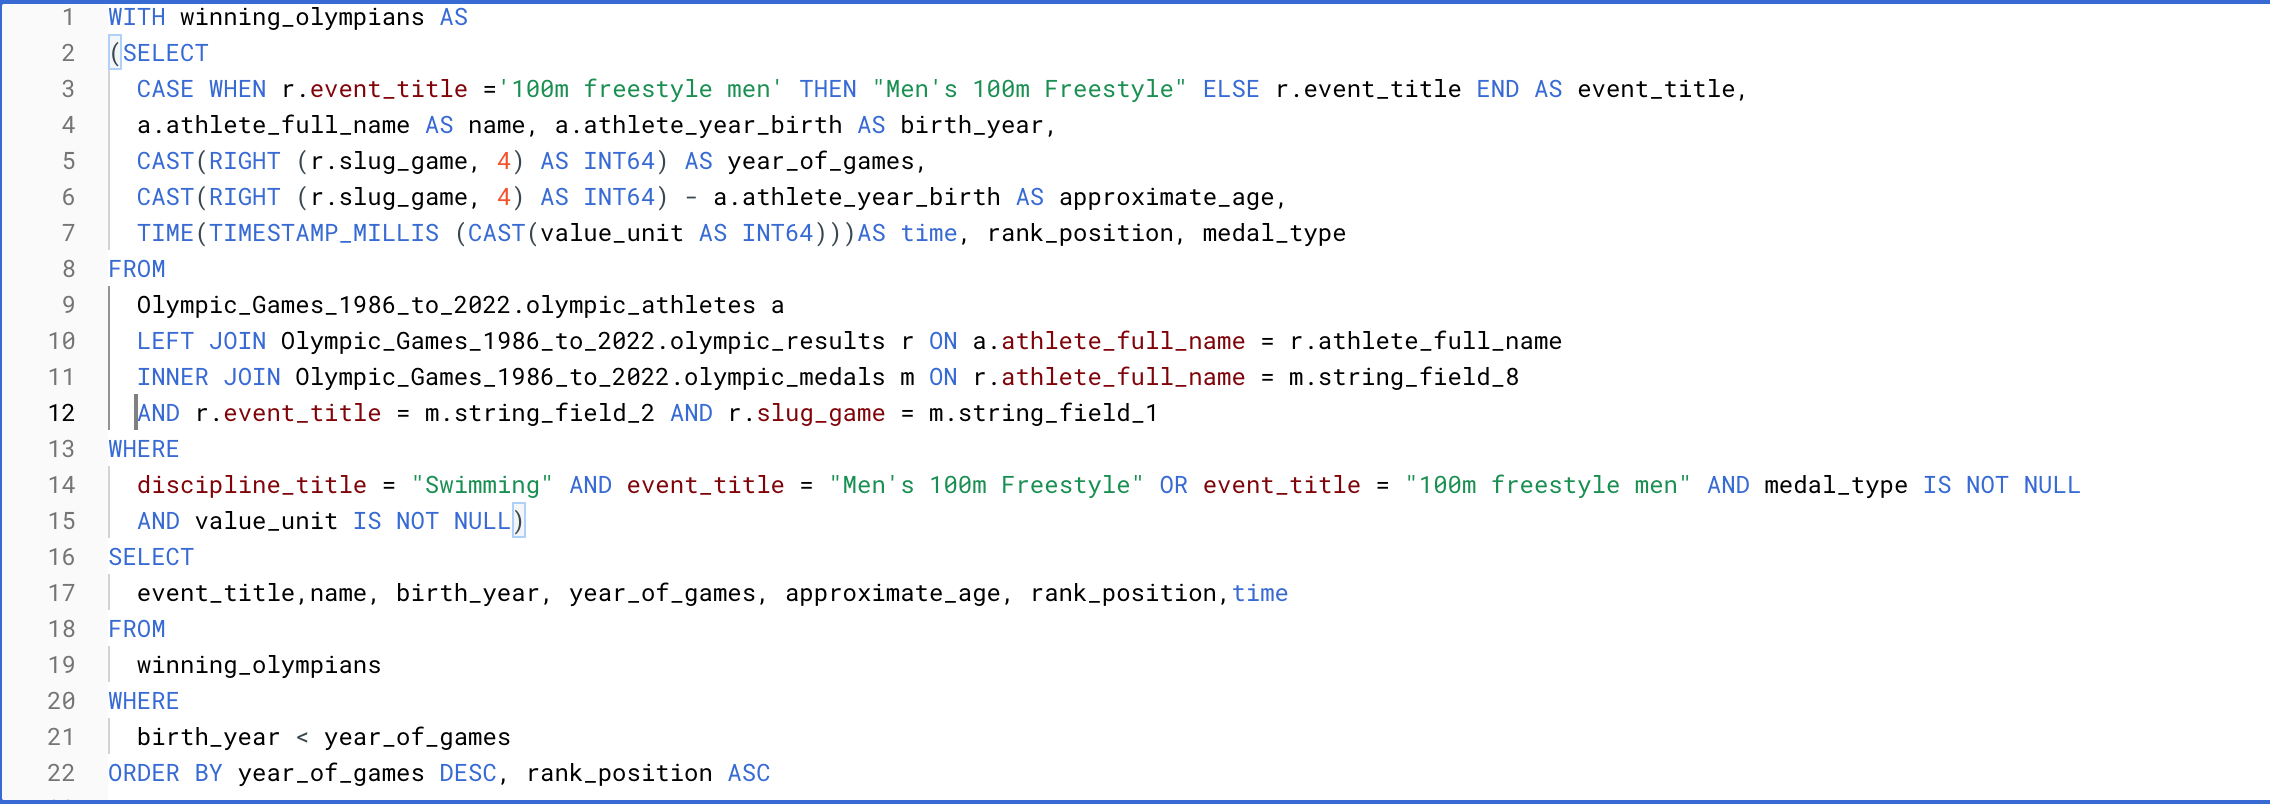 1 WITH winning_olympians AS
2 (SELECT
3 CASE WHEN r.event_title ='100m freestyle men' THEN "Men's 100m Freestyle" ELSE r.event_title END AS event_title,
4 a.athlete_full_name AS name, a.athlete_year_birth AS birth_year,
5 CAST(RIGHT (r.slug_game, 4) AS INT64) AS year_of_games,
6 CAST(RIGHT (r.slug_game, 4) AS INT64) - a.athlete_year_birth AS approximate_age,
7 TIME(TIMESTAMP_MILLIS (CAST(value_unit AS INT64)))AS time, rank_position, medal_type
8 FROM
9 Olympic_Games_1986_to_2022.olympic_athletes a
10 LEFT JOIN Olympic_Games_1986_to_2022.olympic_results r ON a.athlete_full_name = r.athlete_full_name
11 INNER JOIN Olympic_Games_1986_to_2022.olympic_medals m ON r.athlete_full_name = m.string_field_8
12 AND r.event_title = m.string_field_2 AND r.slug_game = m.string_field_1
13 WHERE
14 discipline_title = "Swimming" AND event_title = "Men's 100m Freestyle" OR event_title = "100m freestyle men" AND medal_type IS NOT NULL
15 AND value_unit IS NOT NULL)
16 SELECT
17 event_title,name, birth_year, year_of_games, approximate_age, rank_position,time
18 FROM
19 winning_olympians
20 WHERE
21 birth_year < year_of_games
22 ORDER BY year_of_games DESC, rank_position ASC